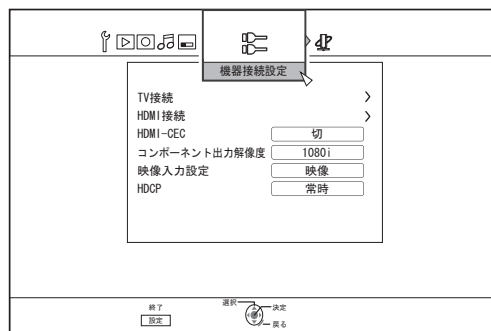 機器接続設定
TV接続
HDMI接続
HDMI-CEC 切
コンポーネント出力解像度 1080i
映像入力設定 映像
HDCP 常時
終了
設定
選択
決定
戻る